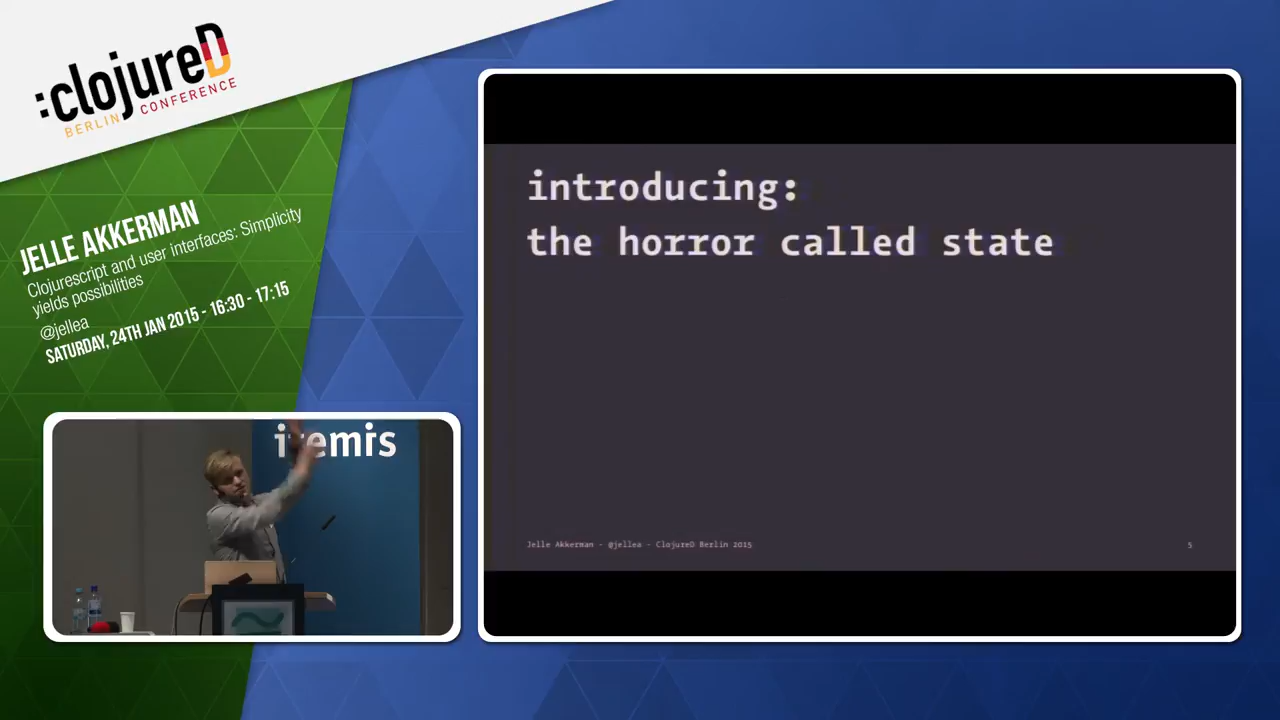 :clojureD
BERLIN CONFERENCE
JELLE AKKERMAN
Clojurescript and user interfaces: Simplicity
yields possibilities
@jellea
SATURDAY, 24TH JAN 2015 - 16:30 - 17:15
itemis
introducing:
the horror called state
Jelle Akkerman - @jellea - ClojureD Berlin 2015
5